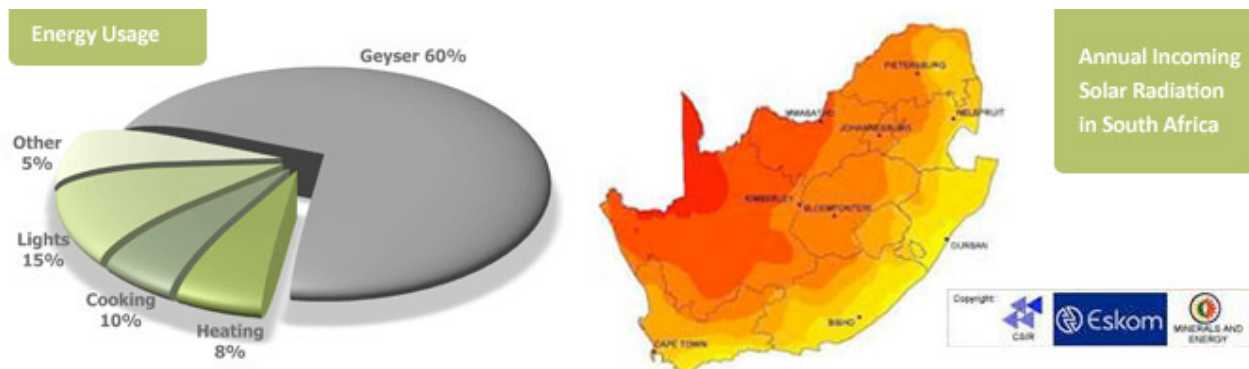 Energy Usage
Geyser 60%
Other
5%
Lights
15%
Cooking
10%
Heating
8%
Annual Incoming
Solar Radiation
in South Africa
PIETERSBURG
NELSPRUIT
JOHANNESBURG
KIMBERLEY
BLOEMFONTEIN
DURBAN
BISHO
CAPE TOWN
Copyright:
CSIR
Eskom
MINERALS AND
ENERGY